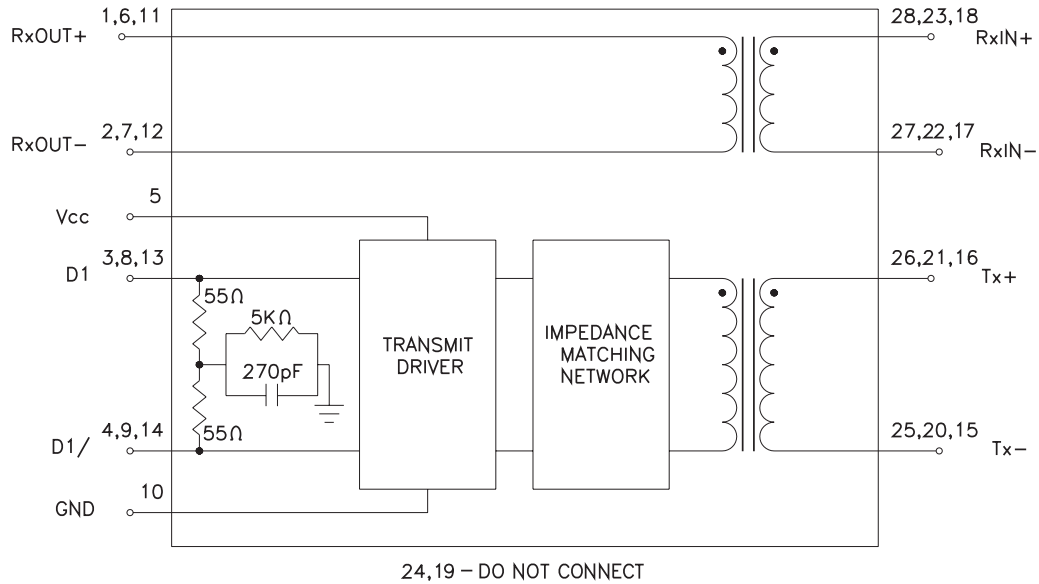 1,6,11
RxOUT+
28,23,18
RxIN+
2,7,12
RxOUT-
27,22,17
RxIN-
5
Vcc
3,8,13
D1
26,21,16
Tx+
55Ω
5KΩ
270pF
TRANSMIT
DRIVER
IMPEDANCE
MATCHING
NETWORK
55Ω
4,9,14
D1/
25,20,15
Tx-
10
GND
24,19 - DO NOT CONNECT